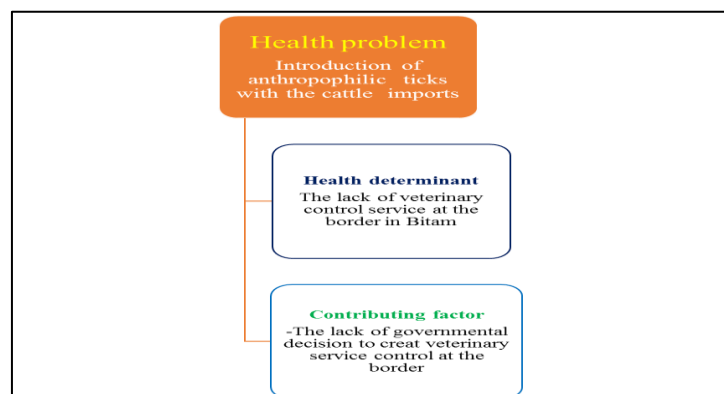 Health problem
Introduction of
anthropophilic ticks
with the cattle imports
Health determinant
The lack of veterinary
control service at the
border in Bitam
Contributing factor
-The lack of governmental
decision to creat veterinary
service control at the
border